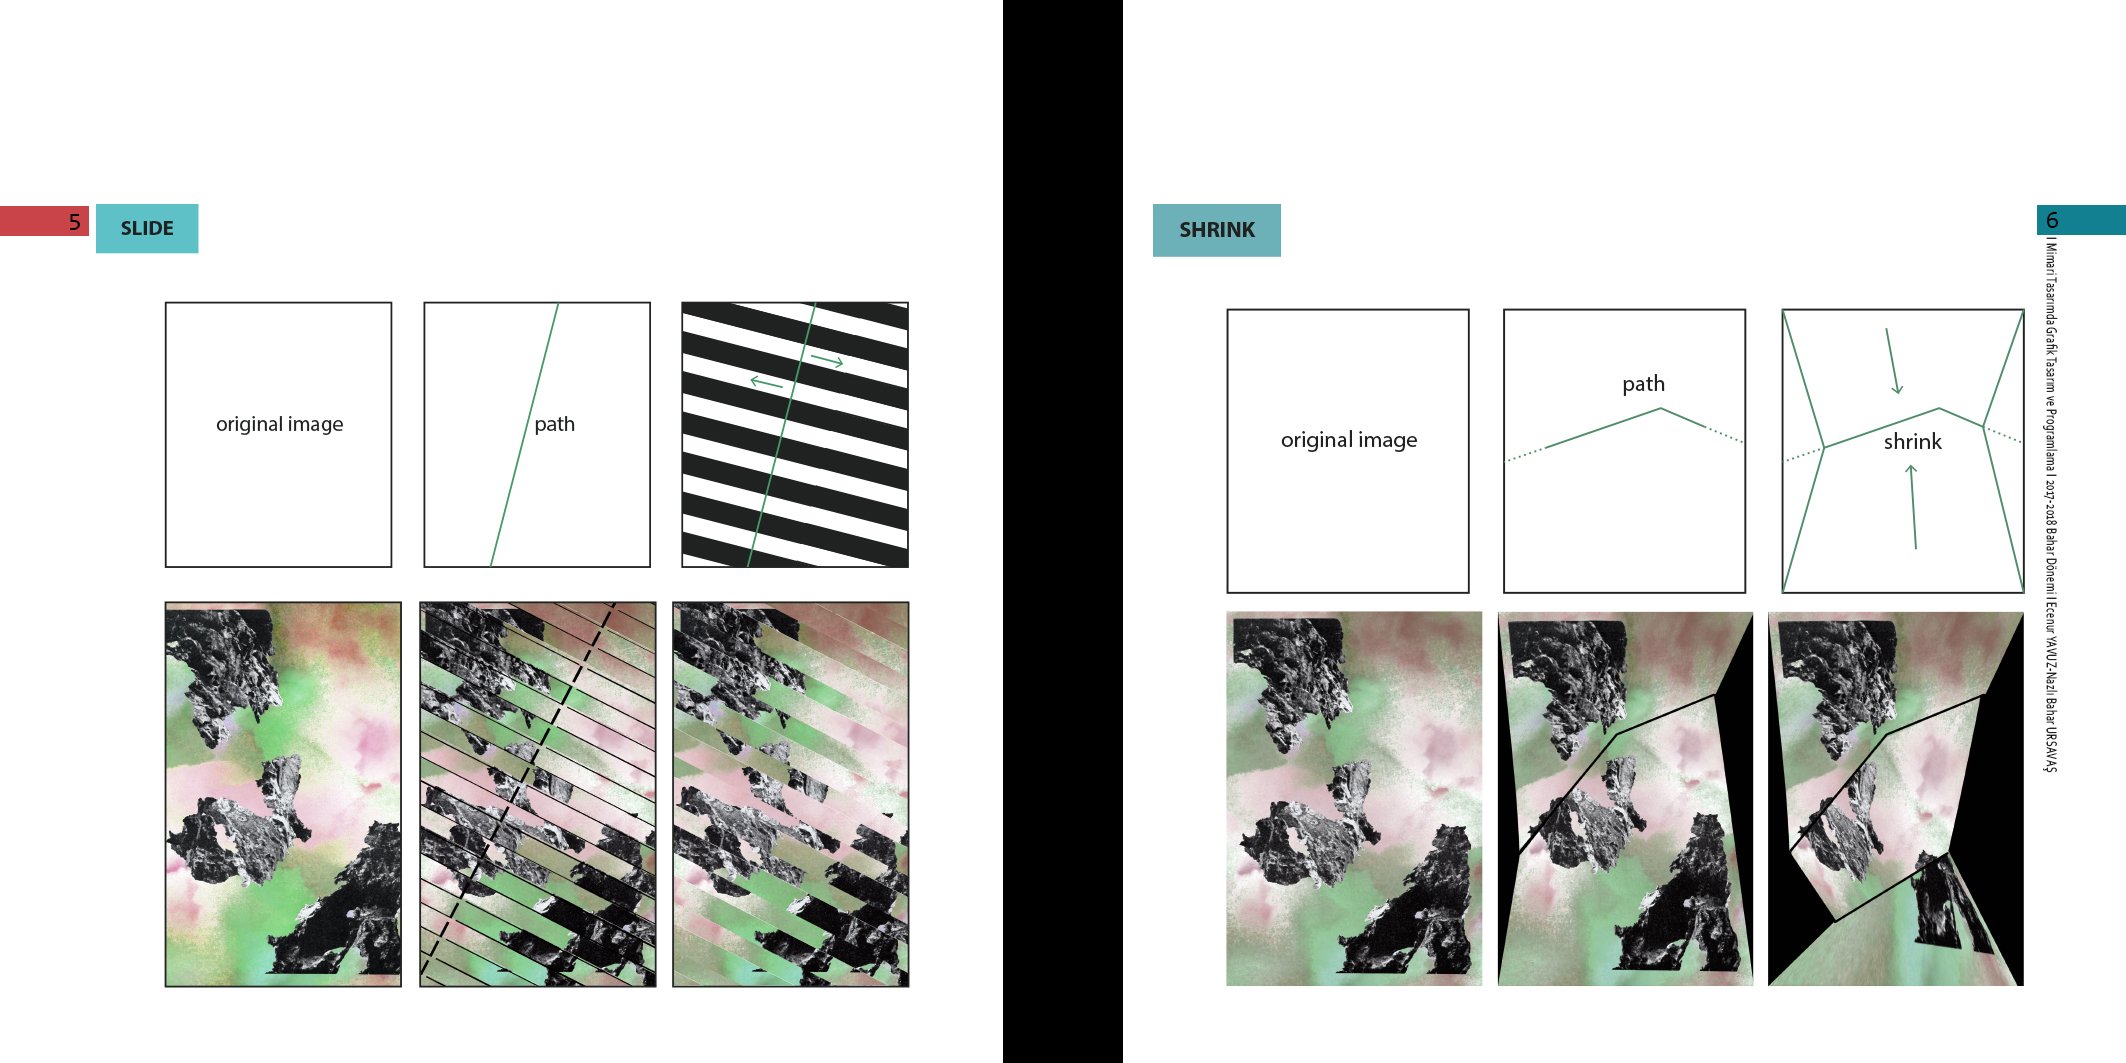 5
SLIDE
original image
path
SHRINK
6
original image
path
shrink
I Mimari Tasarımda Grafik Tasarım ve Programlama I 2017-2018 Bahar Dönemi I Ecenur YAVUZ-Nazlı Bahar URSAVAŞ